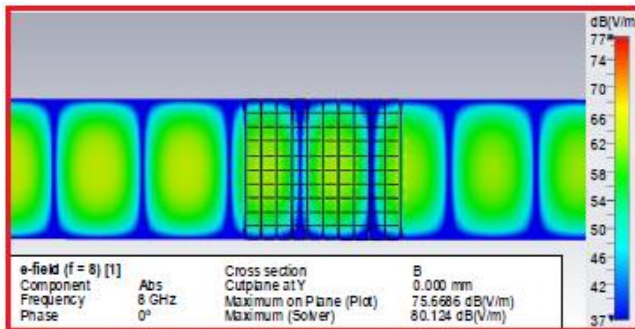 dB(V/m
77
74
70
66
62
58
54
50
46
42
37
e-field (f = 8) [1]
Component Abs
Frequency 8 GHz
Phase 0°
Cross section B
Cutplane at Y 0.000 mm
Maximum on Plane (Plot) 75.6686 dB(V/m)
Maximum (Solver) 80.124 dB(V/m)